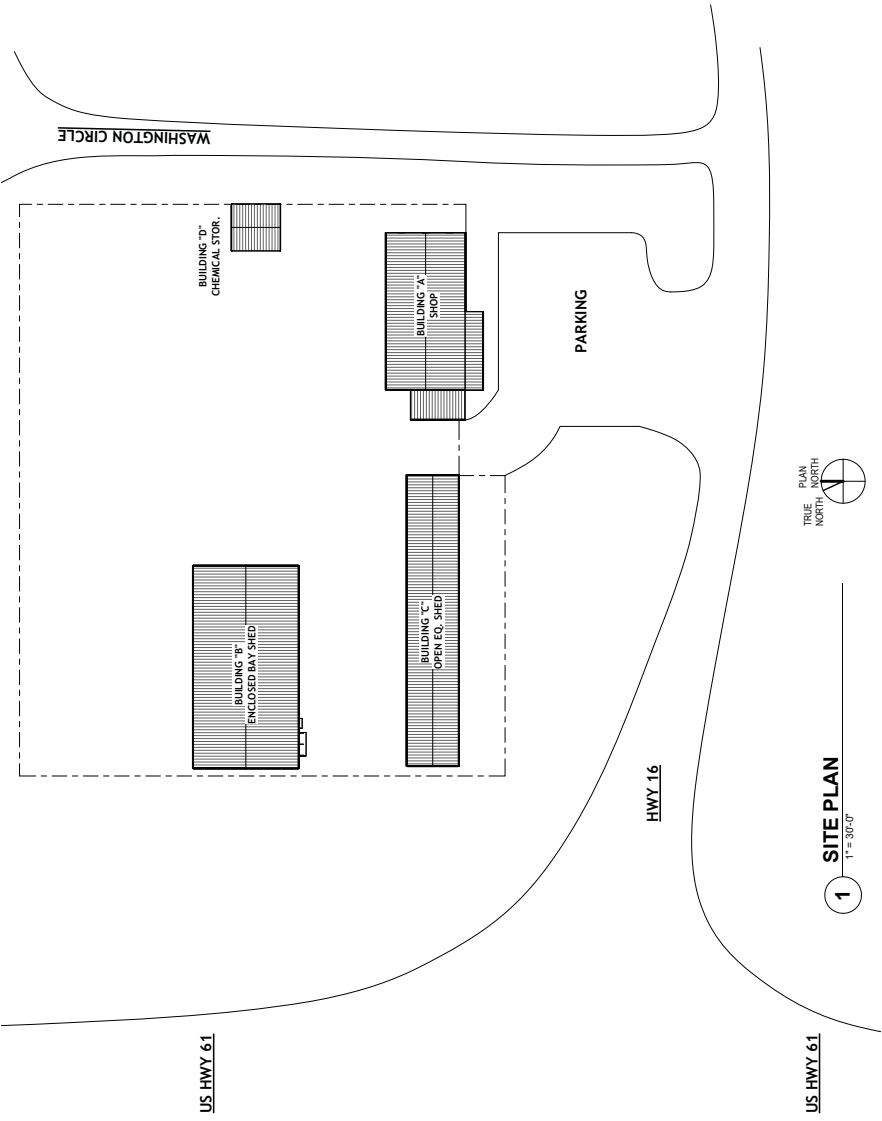 WASHINGTON CIRCLE
BUILDING "D"
CHEMICAL STOR.
BUILDING "A"
SHOP
PARKING
BUILDING "B"
ENCLOSED BAY SHED
BUILDING "C"
OPEN EQ. SHED
TRUE
NORTH
PLAN
NORTH
HWY 16
US HWY 61
US HWY 61
1
SITE PLAN
1" = 30'-0"